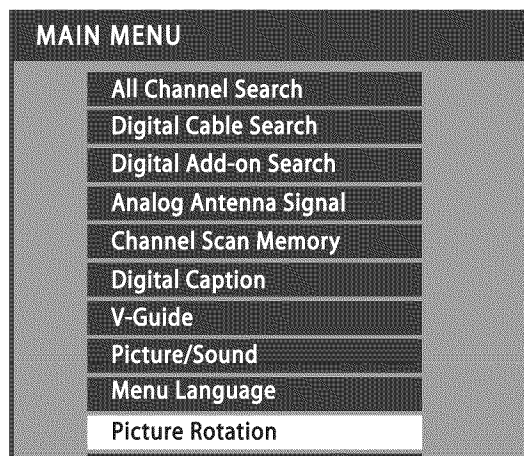 MAIN MENU
All Channel Search
Digital Cable Search
Digital Add-on Search
Analog Antenna Signal
Channel Scan Memory
Digital Caption
V-Guide
Picture/Sound
Menu Language
Picture Rotation